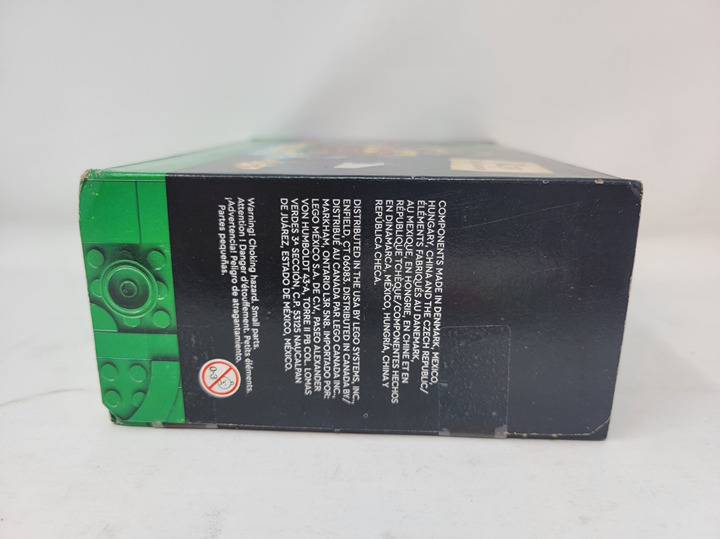 COMPONENTS MADE IN DENMARK, MEXICO,
HUNGARY, CHINA AND THE CZECH REPUBLIC/
ÉLÉMENTS FABRIQUÉS AU DANEMARK,
AU MEXIQUE, EN HONGRIE, EN CHINE ET EN
RÉPUBLIQUE TCHÈQUE/COMPONENTES HECHOS
EN DINAMARCA, MÉXICO, HUNGRÍA, CHINA Y
REPÚBLICA CHECA.
DISTRIBUTED IN THE USA BY LEGO SYSTEMS, INC.,
ENFIELD, CT 06083. DISTRIBUTED IN CANADA BY/
DISTRIBUÉ AU CANADA PAR LEGO CANADA INC.,
MARKHAM, ONTARIO L3R 5N8. IMPORTADO POR:
LEGO MÉXICO S.A. DE C.V., PASEO ALEXANDER
VON HUMBOLDT 43-A, TORRE II PB COL. LOMAS
VERDES 3ª SECCIÓN, C.P. 53125 NAUCALPAN
DE JUÁREZ, ESTADO DE MÉXICO, MÉXICO.
Warning! Choking hazard. Small parts.
Attention ! Danger d'étouffement. Petits éléments.
¡Advertencia! Peligro de atragantamiento.
Partes pequeñas.
0-3